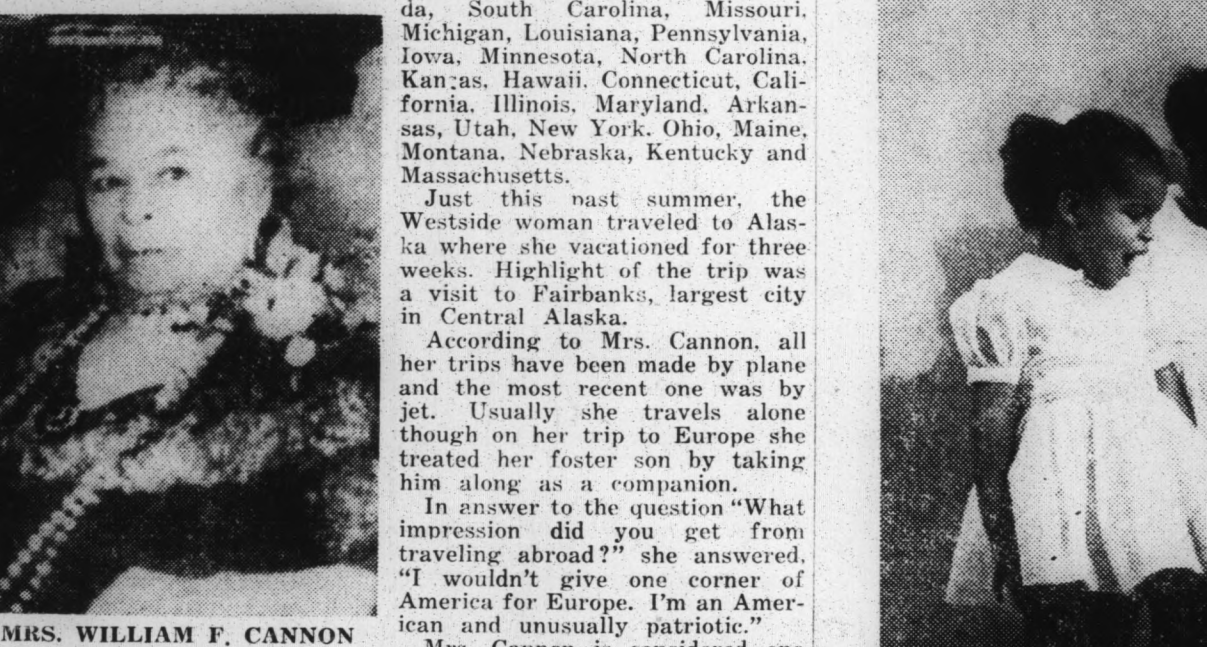 da, South Carolina, Missouri,
Michigan, Louisiana, Pennsylvania,
Iowa, Minnesota, North Carolina,
Kansas, Hawaii, Connecticut, Cali-
fornia, Illinois, Maryland, Arkan-
sas, Utah, New York, Ohio, Maine,
Montana, Nebraska, Kentucky and
Massachusetts.
Just this past summer, the
Westside woman traveled to Alas-
ka where she vacationed for three
weeks. Highlight of the trip was
a visit to Fairbanks, largest city
in Central Alaska.
According to Mrs. Cannon, all
her trips have been made by plane
and the most recent one was by
jet. Usually she travels alone
though on her trip to Europe she
treated her foster son by taking
him along as a companion.
In answer to the question "What
impression did you get from
traveling abroad?" she answered,
"I wouldn't give one corner of
America for Europe. I'm an Amer-
ican and unusually patriotic."
Mrs. Cannon is considered one
MRS. WILLIAM F. CANNON